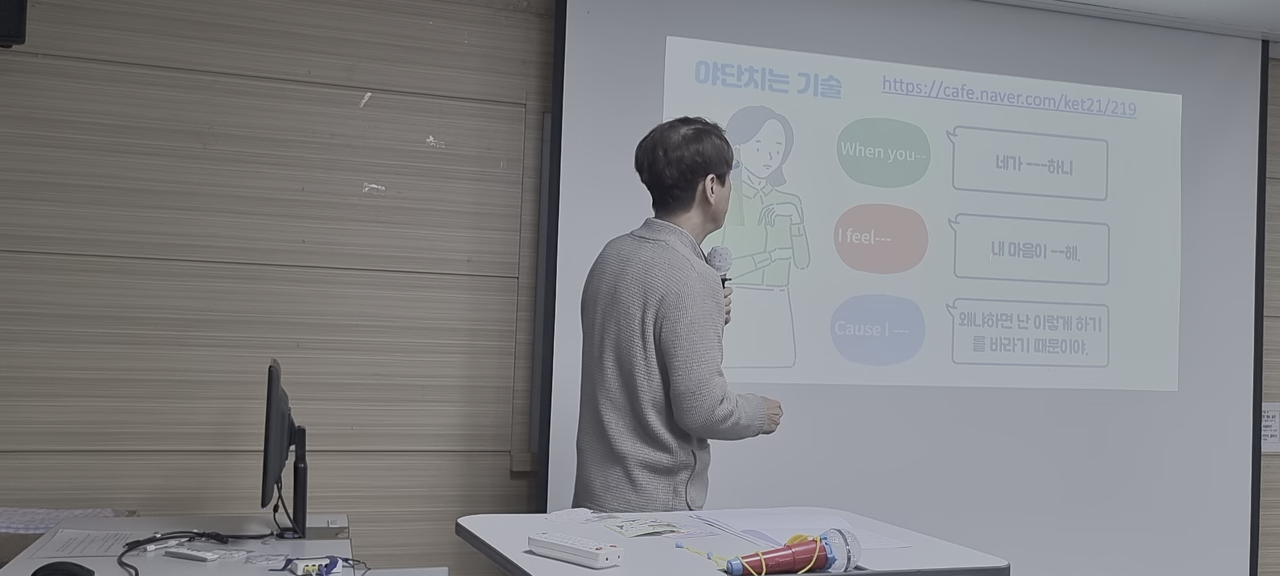 야단치는 기술
https://cafe.naver.com/ket21/219
When you--
네가 ---하니
I feel---
내 마음이 --해.
Cause I ---
왜냐하면 난 이렇게 하기
를 바라기 때문이야.